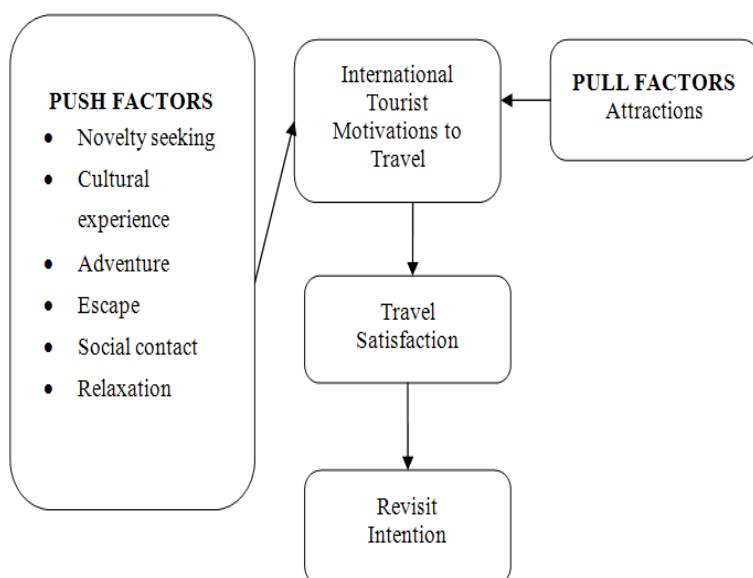 PUSH FACTORS
• Novelty seeking
• Cultural
experience
• Adventure
• Escape
• Social contact
• Relaxation
International
Tourist
Motivations to
Travel
PULL FACTORS
Attractions
Travel
Satisfaction
Revisit
Intention